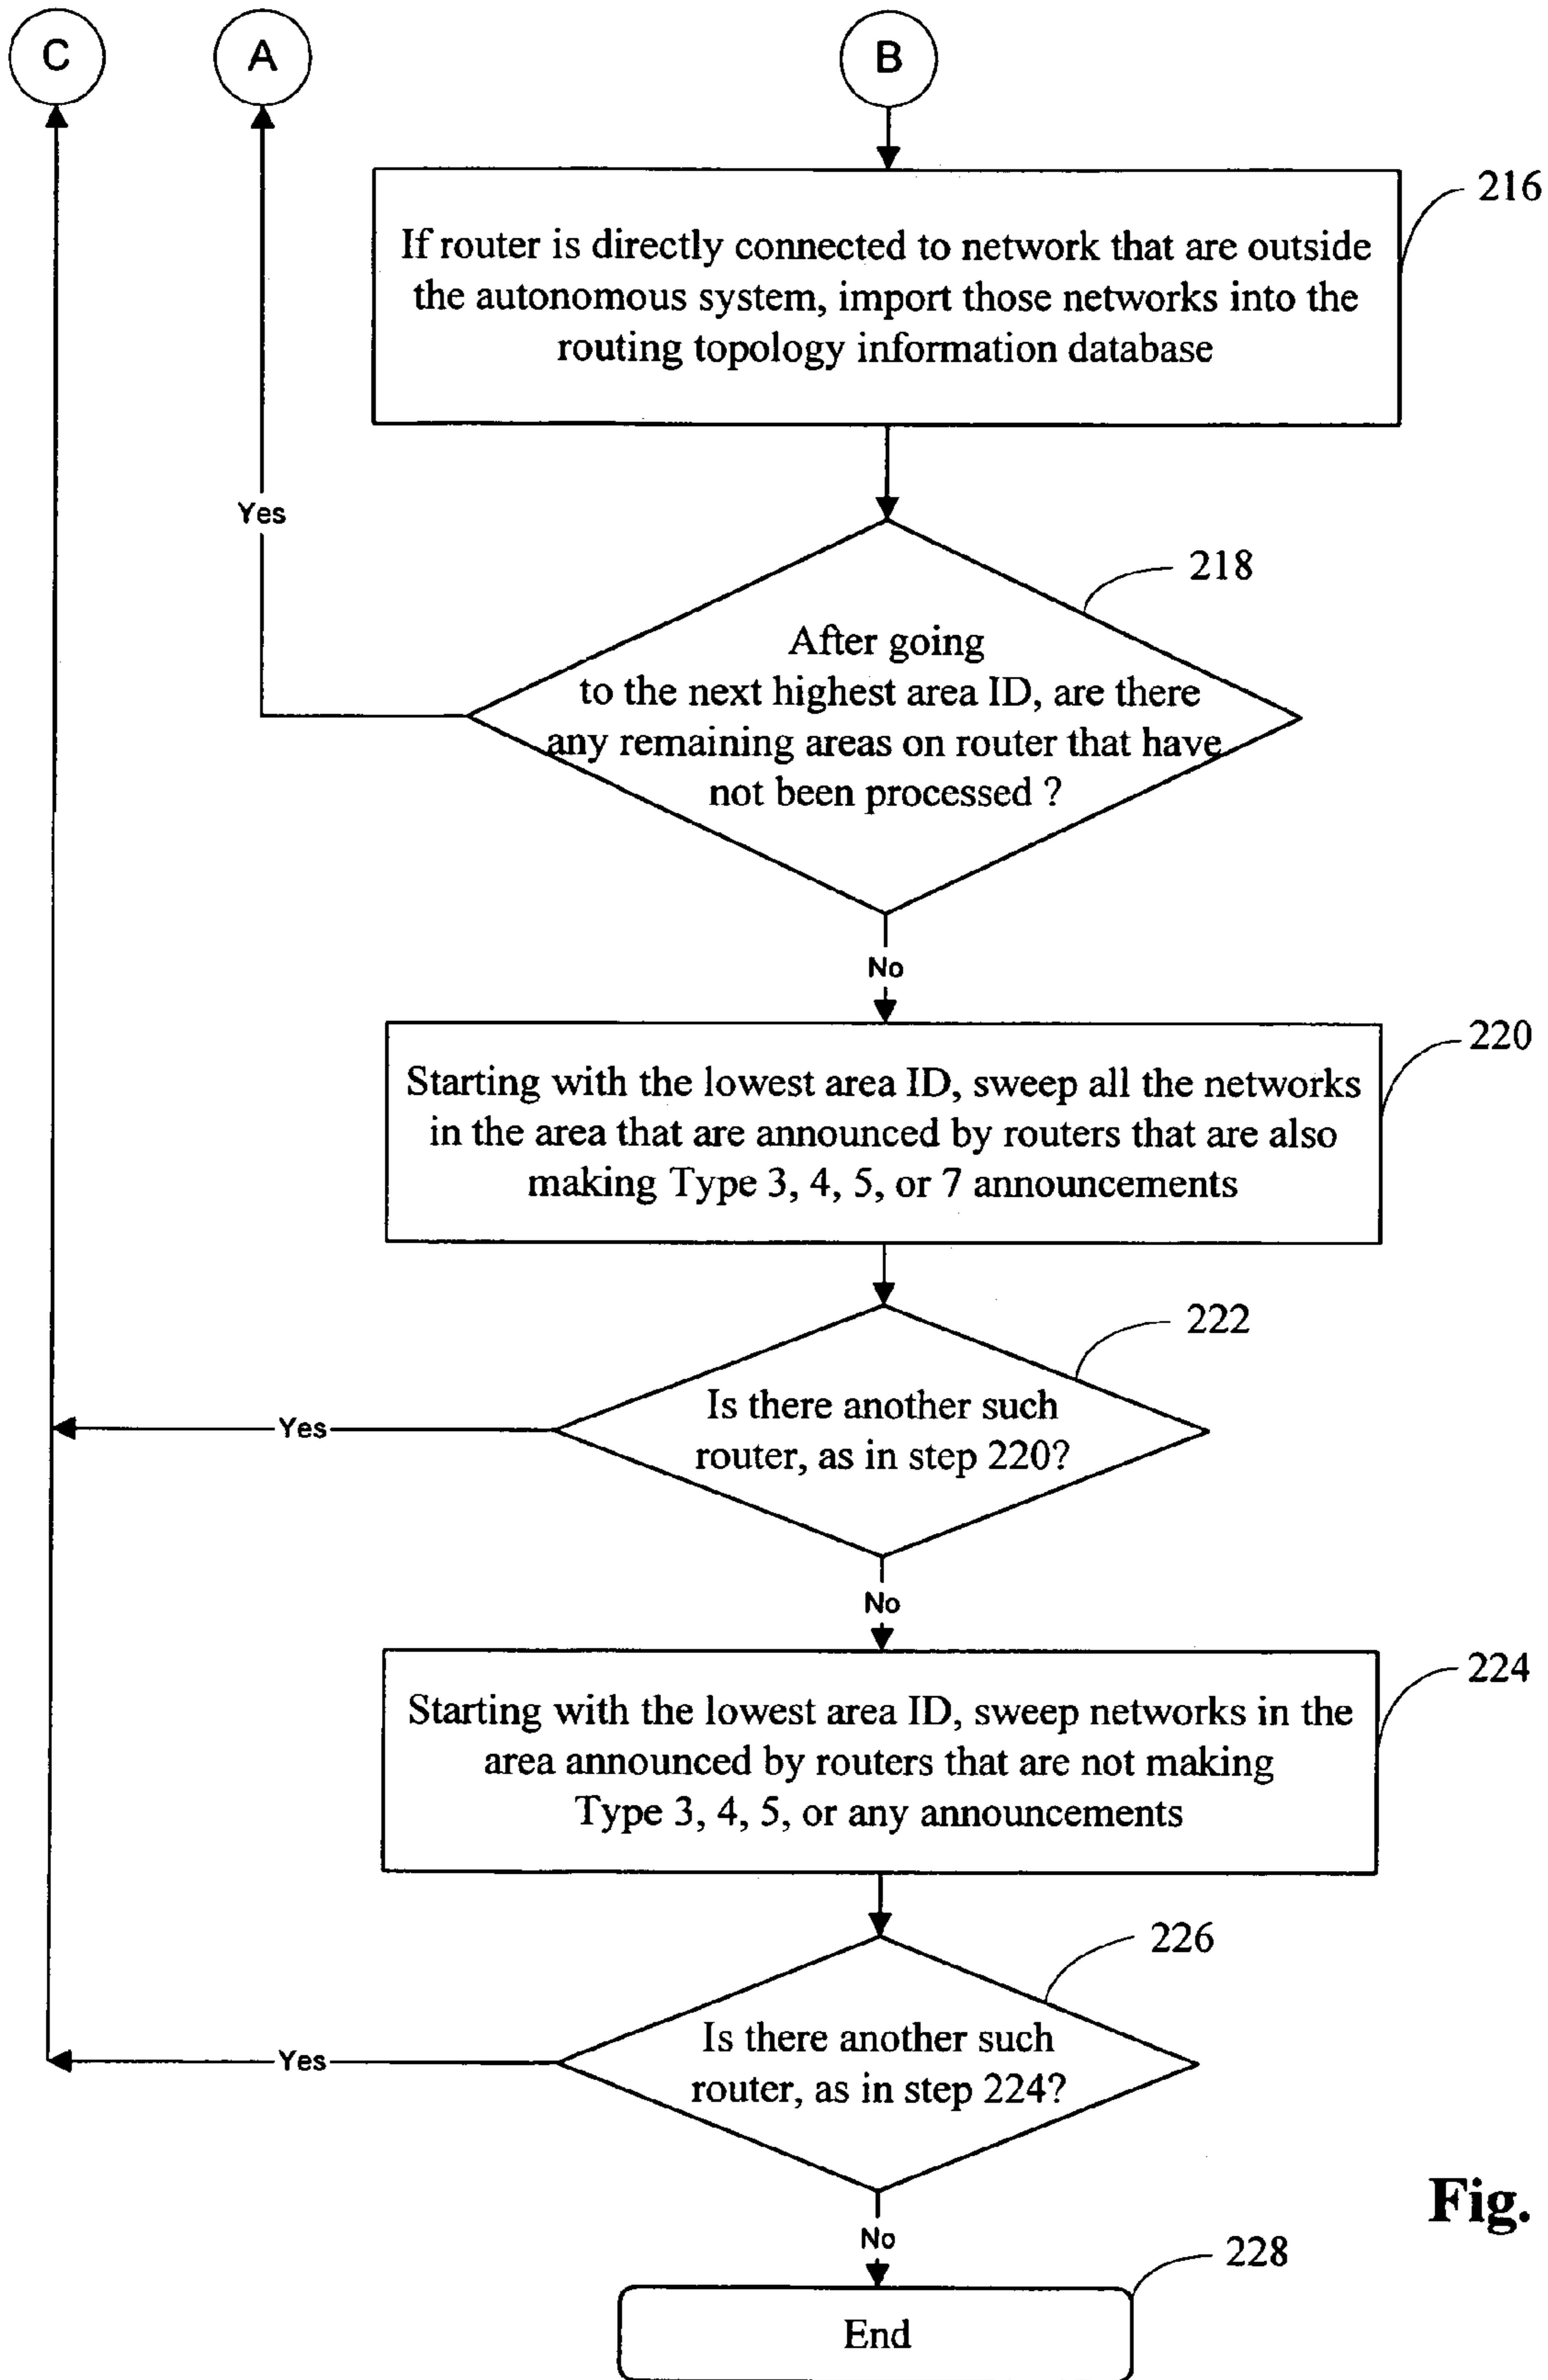 C
A
B
216
If router is directly connected to network that are outside
the autonomous system, import those networks into the
routing topology information database
Yes
218
After going
to the next highest area ID, are there
any remaining areas on router that have
not been processed ?
No
220
Starting with the lowest area ID, sweep all the networks
in the area that are announced by routers that are also
making Type 3, 4, 5, or 7 announcements
222
Is there another such
router, as in step 220?
Yes
No
224
Starting with the lowest area ID, sweep networks in the
area announced by routers that are not making
Type 3, 4, 5, or any announcements
226
Is there another such
router, as in step 224?
Yes
No
Fig.
228
End